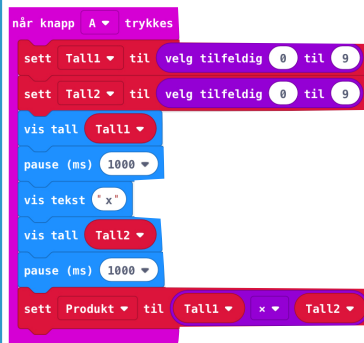 når knapp A trykkes
sett Tall1 til velg tilfeldig 0 til 9
sett Tall2 til velg tilfeldig 0 til 9
vis tall Tall1
pause (ms) 1000
vis tekst "x"
vis tall Tall2
pause (ms) 1000
sett Produkt til Tall1 × Tall2